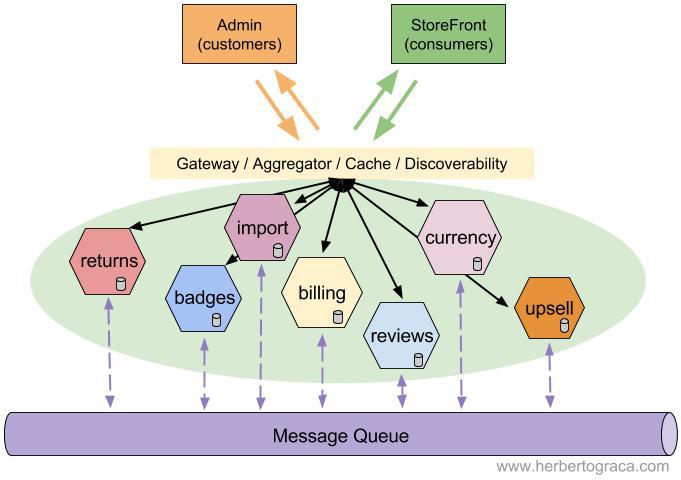 Admin
(customers)
StoreFront
(consumers)
Gateway / Aggregator / Cache / Discoverability
import
currency
returns
badges
billing
upsell
reviews
Message Queue
www.herbertograca.com